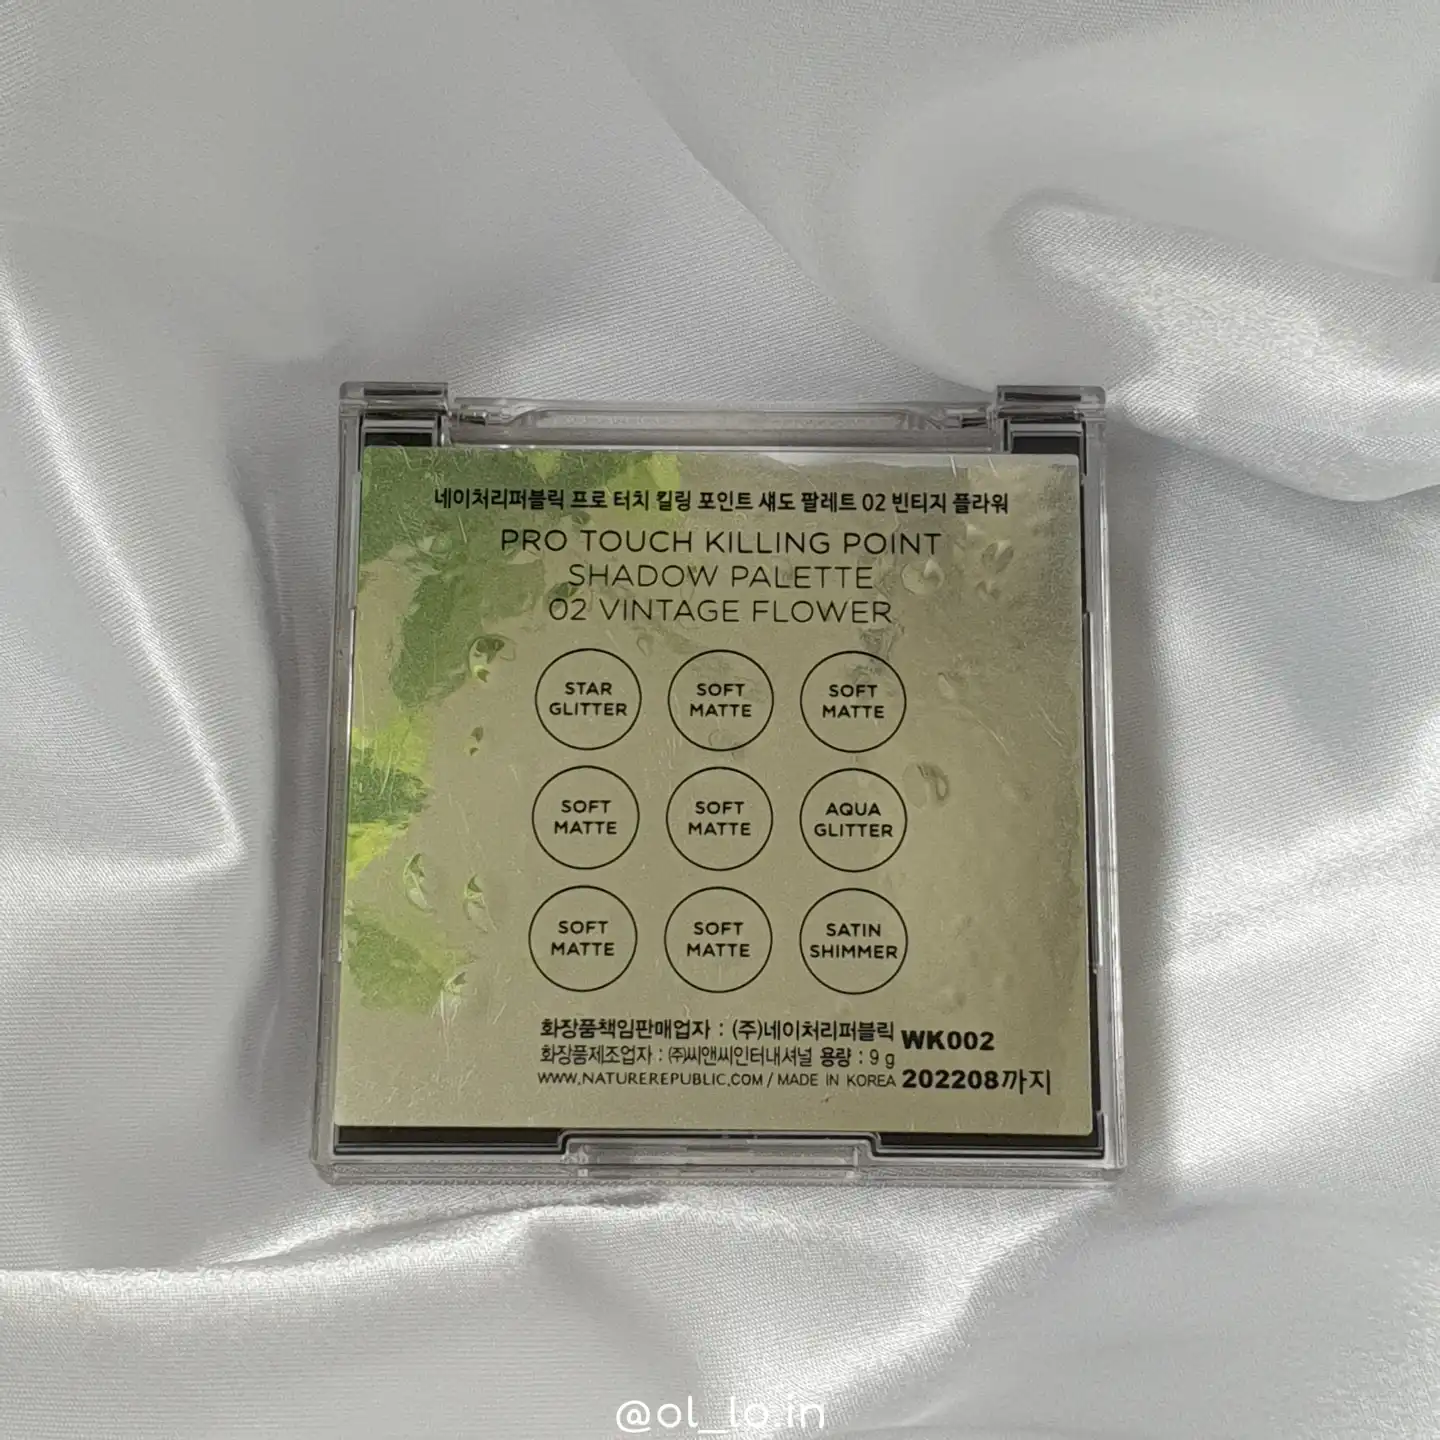 네이처리퍼블릭 프로 터치 킬링 포인트 섀도 팔레트 02 빈티지 플라워
PRO TOUCH KILLING POINT
SHADOW PALETTE
02 VINTAGE FLOWER
STAR
GLITTER
SOFT
MATTE
SOFT
MATTE
SOFT
MATTE
SOFT
MATTE
AQUA
GLITTER
SOFT
MATTE
SOFT
MATTE
SATIN
SHIMMER
화장품책임판매업자 : (주)네이처리퍼블릭 WK002
화장품제조업자 : ㈜씨앤씨인터내셔널 용량 : 9 g
WWW.NATUREREPUBLIC.COM / MADE IN KOREA 202208까지
@ol_lo.in